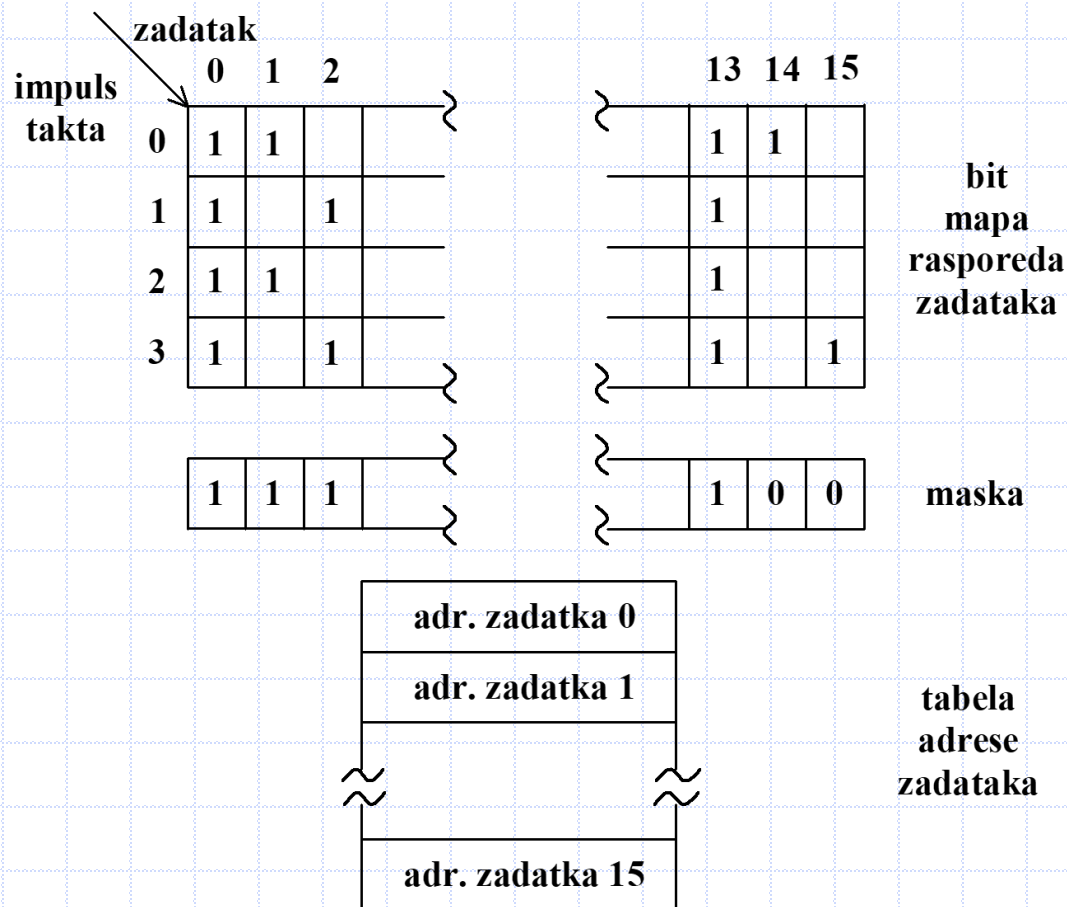 zadatak
impuls
takta
0 1 2 13 14 15
0 1 1 1 1
1 1 1 1
2 1 1 1
3 1 1 1 1
bit
mapa
rasporeda
zadataka
1 1 1 1 0 0
maska
adr. zadatka 0
adr. zadatka 1
adr. zadatka 15
tabela
adrese
zadataka